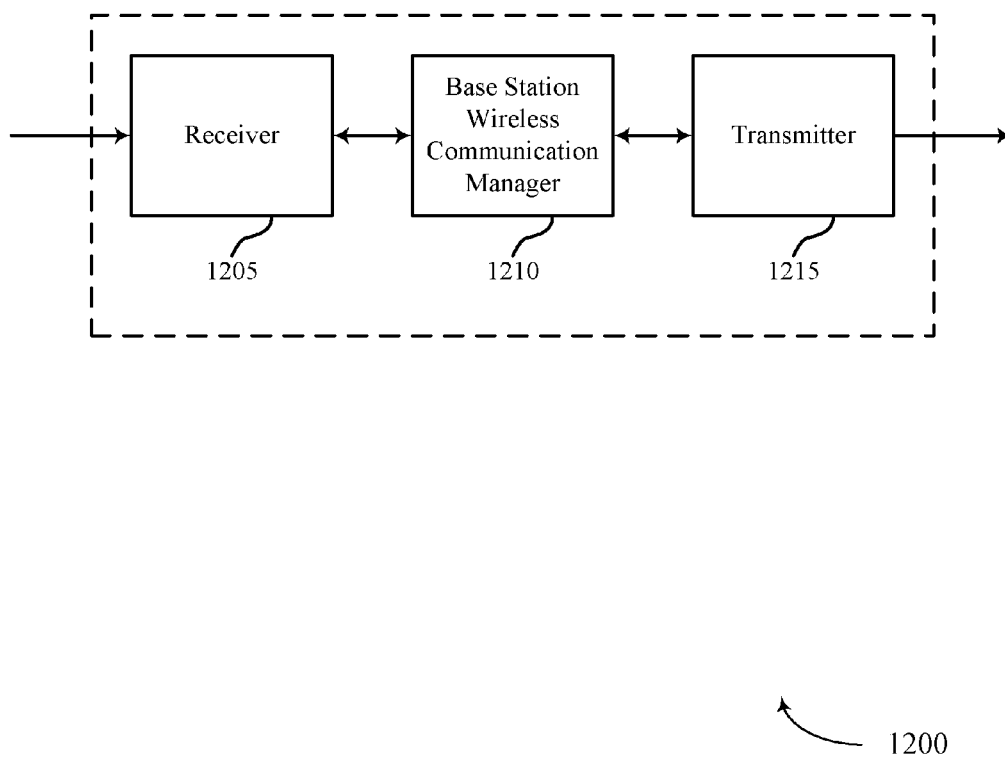 Receiver
Base Station
Wireless
Communication
Manager
Transmitter
1205
1210
1215
1200